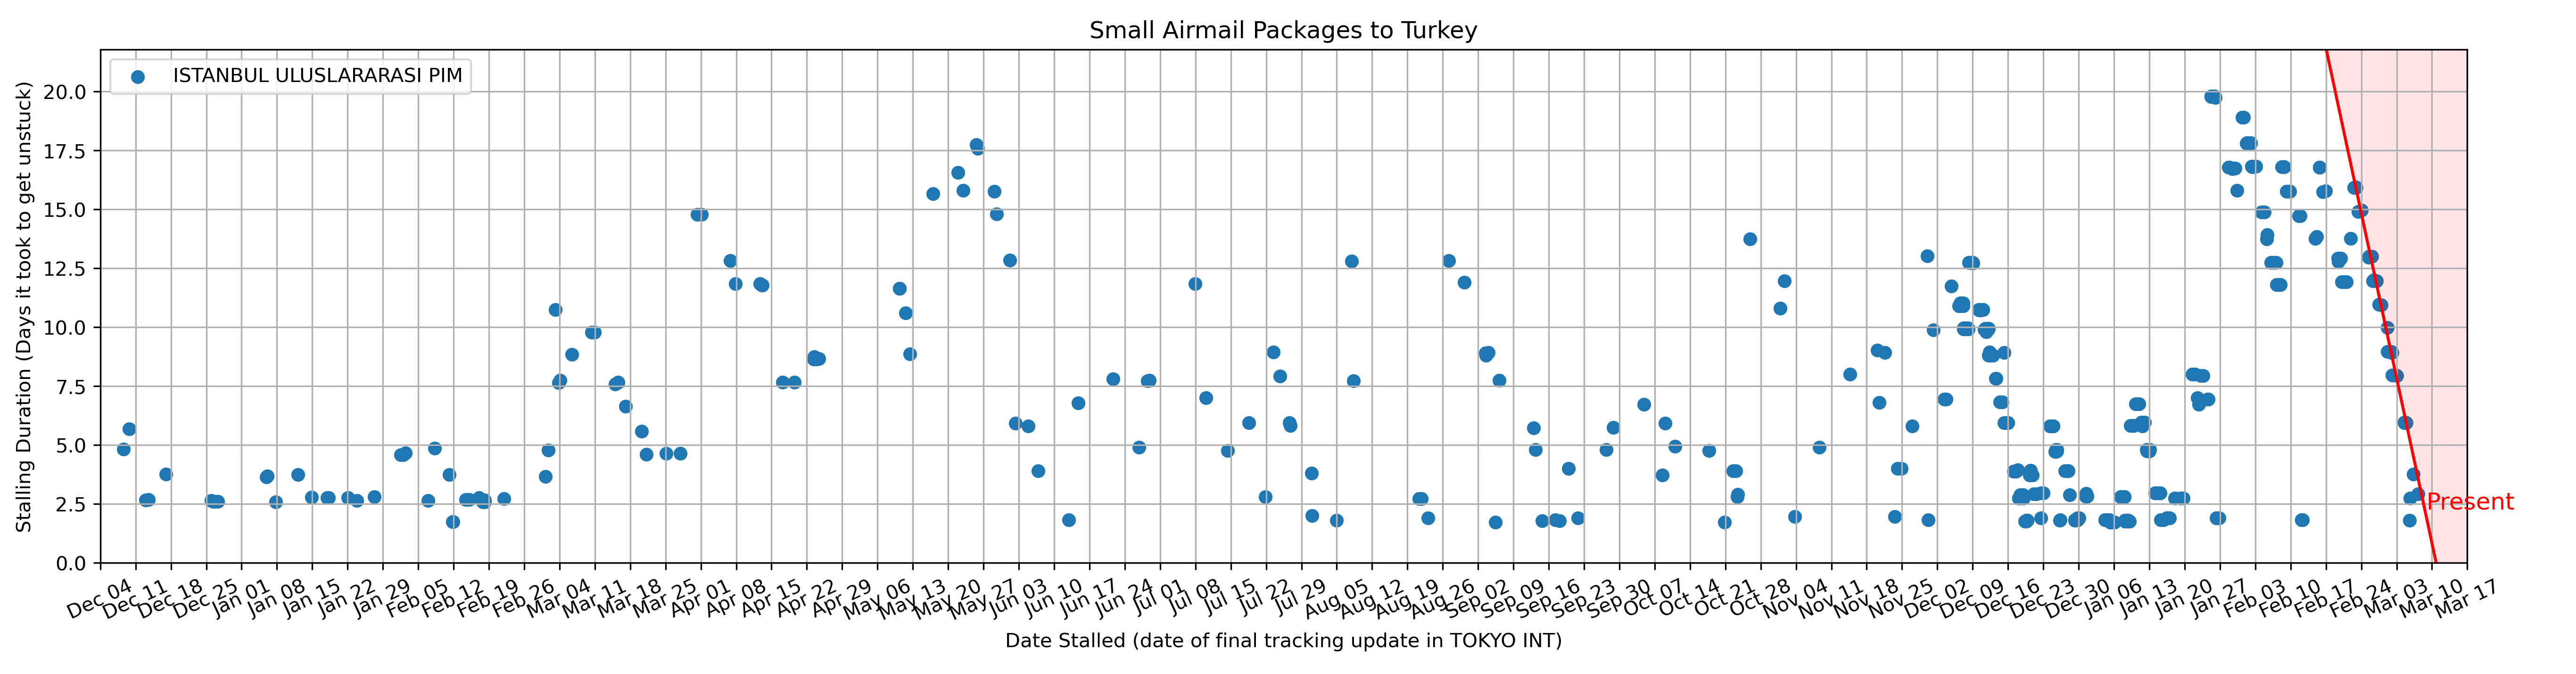 Small Airmail Packages to Turkey
ISTANBUL ULUSLARARASI PIM
Stalling Duration (Days it took to get unstuck)
20.0
17.5
15.0
12.5
10.0
7.5
5.0
2.5
0.0
Present
Dec 04 Dec 11 Dec 18 Dec 25 Jan 01 Jan 08 Jan 15 Jan 22 Jan 29 Feb 05 Feb 12 Feb 19 Feb 26 Mar 04 Mar 11 Mar 18 Mar 25 Apr 01 Apr 08 Apr 15 Apr 22 Apr 29 May 06 May 13 May 20 May 27 Jun 03 Jun 10 Jun 17 Jun 24 Jul 01 Jul 08 Jul 15 Jul 22 Jul 29 Aug 05 Aug 12 Aug 19 Aug 26 Sep 02 Sep 09 Sep 16 Sep 23 Sep 30 Oct 07 Oct 14 Oct 21 Oct 28 Nov 04 Nov 11 Nov 18 Nov 25 Dec 02 Dec 09 Dec 16 Dec 23 Dec 30 Jan 06 Jan 13 Jan 20 Jan 27 Feb 03 Feb 10 Feb 17 Feb 24 Mar 03 Mar 10 Mar 17
Date Stalled (date of final tracking update in TOKYO INT)